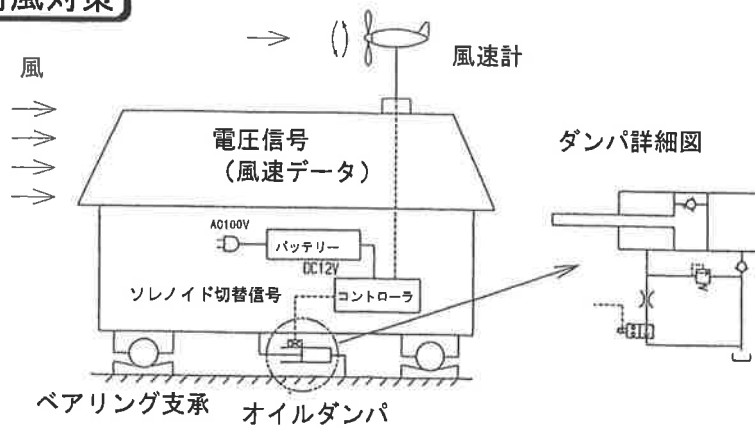 対策
風
風速計
電圧信号
(風速データ)
ダンパ詳細図
AC100V
バッテリー
DC12V
ソレノイド切替信号
コントローラ
ベアリング支承
オイルダンパ